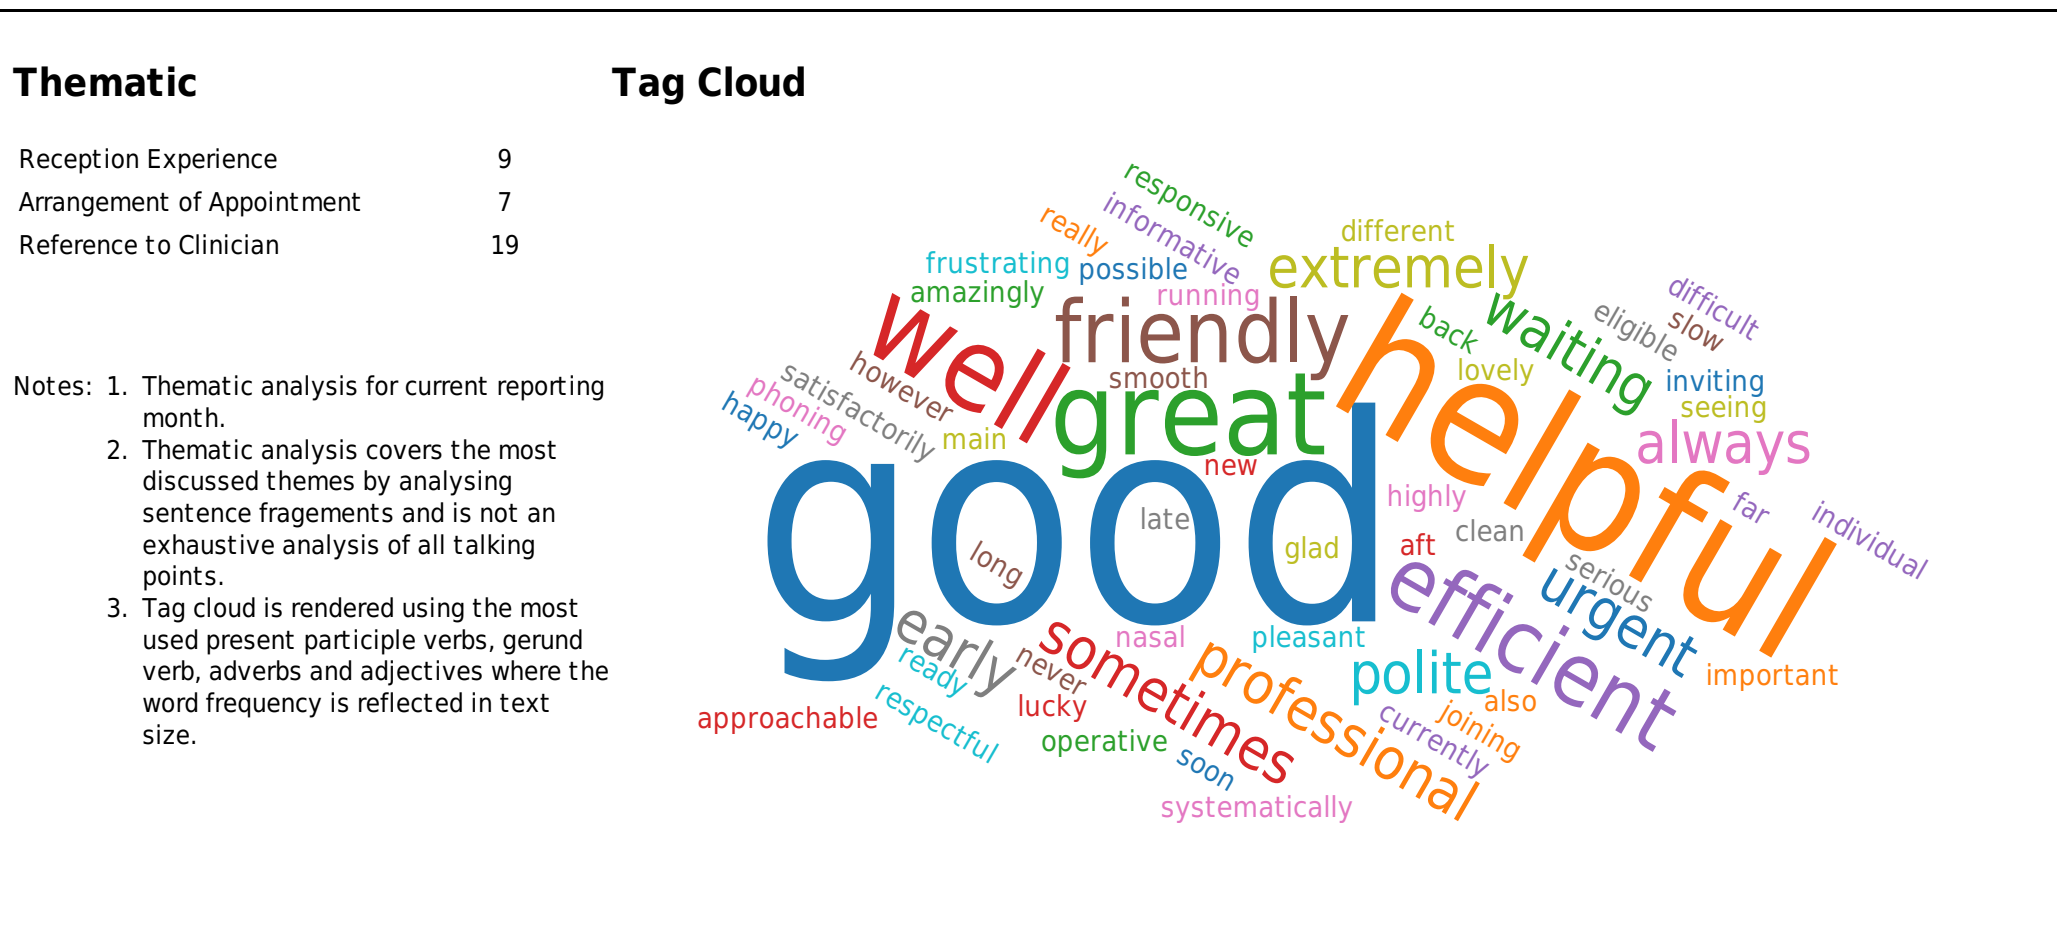 Thematic
Tag Cloud
Reception Experience 9
Arrangement of Appointment 7
Reference to Clinician 19
Notes: 1. Thematic analysis for current reporting
month.
2. Thematic analysis covers the most
discussed themes by analysing
sentence fragements and is not an
exhaustive analysis of all talking
points.
3. Tag cloud is rendered using the most
used present participle verbs, gerund
verb, adverbs and adjectives where the
word frequency is reflected in text
size.
responsive
informative
really
different
frustrating
possible
extremely
amazingly
running
difficult
well
friendly
back
waiting
eligible
slow
however
smooth
lovely
inviting
satisfactorily
phoning
happy
main
great
helpful
seeing
always
new
good
highly
far
individual
late
clean
long
glad
aft
efficient
serious
urgent
early
sometimes
nasal
pleasant
professional
polite
important
ready
never
respectful
lucky
also
approachable
operative
currently
joining
soon
systematically